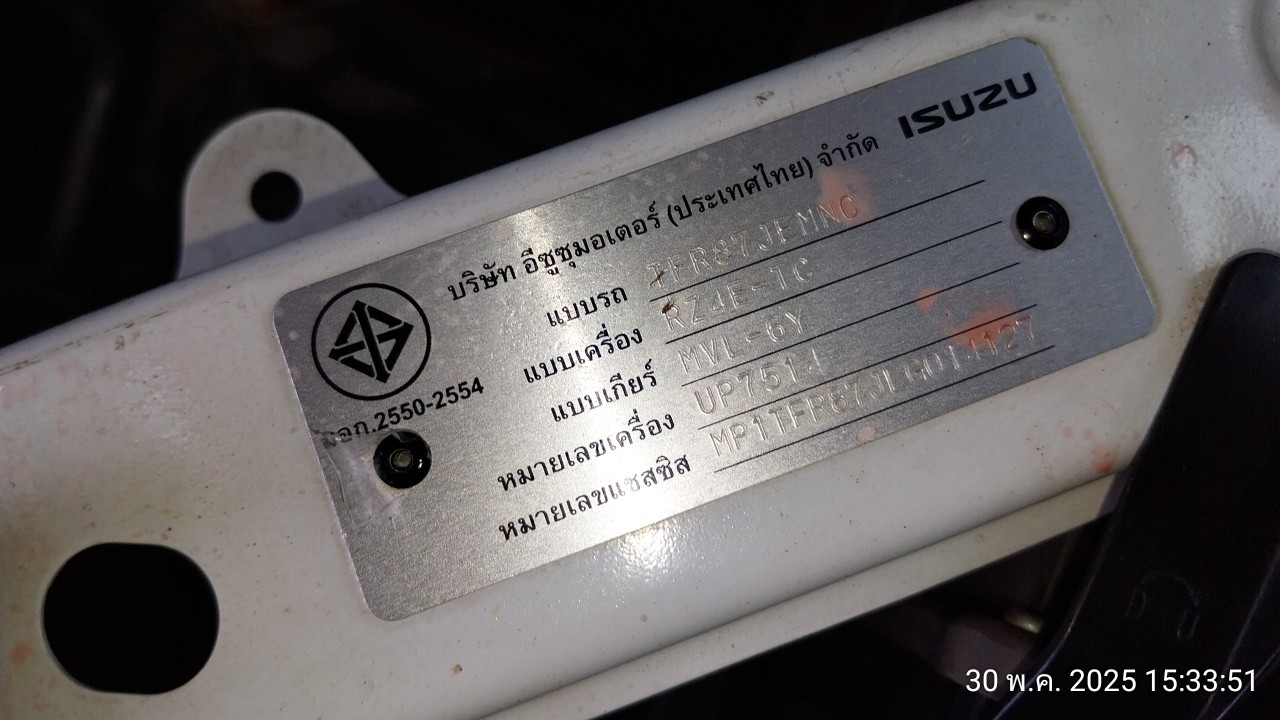 ISUZU
บริษัท อีซูซุมอเตอร์ (ประเทศไทย) จำกัด
แบบรถ TFR87JEMNC
แบบเครื่อง RZ4E-TC
แบบเกียร์ MVL-6Y
หมายเลขเครื่อง UP7514
หมายเลขแชสซิส
มอก.2550-2554
30 พ.ค. 2025 15:33:51